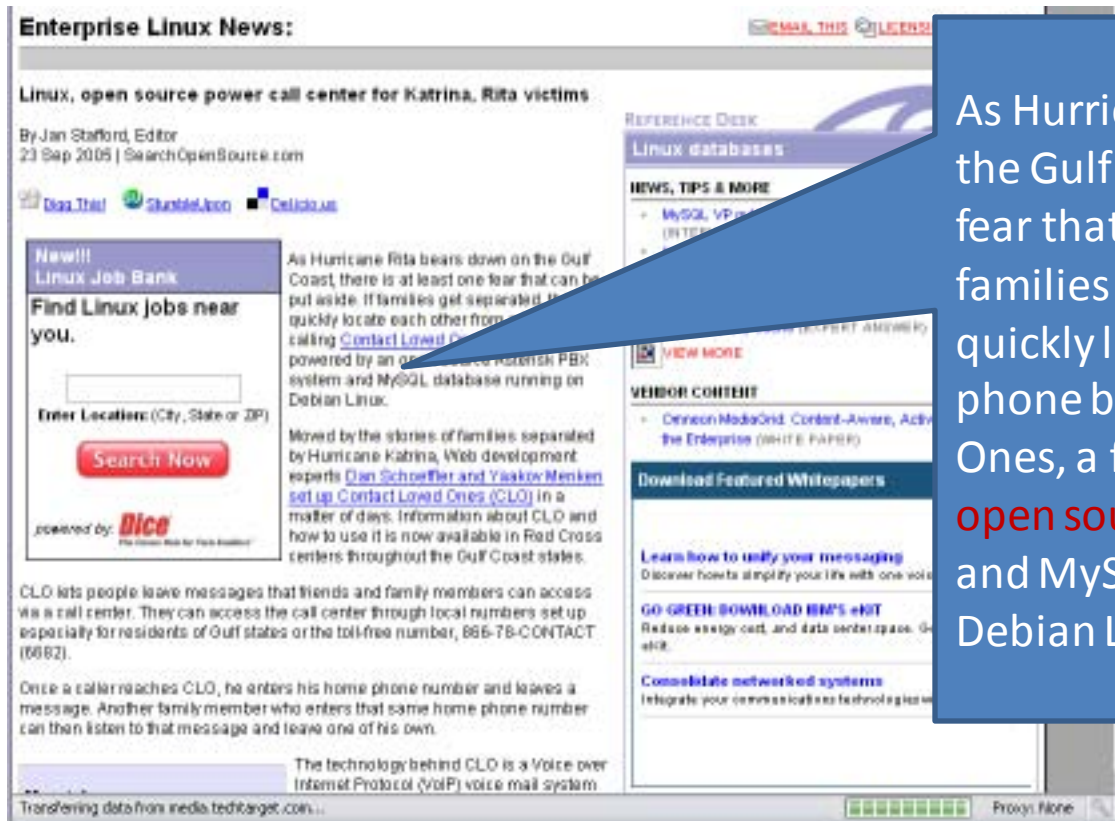 Enterprise Linux News:
EMAIL THIS
Linux, open source power call center for Katrina, Rita victims
By Jan Stafford, Editor
23 Sep 2005 | SearchOpenSource.com
Digg This! StumbleUpon Del.icio.us
New!!!
Linux Job Bank
Find Linux jobs near
you.
Enter Location: (City, State or ZIP)
Search Now
powered by: Dice
As Hurricane Rita bears down on the Gulf
Coast, there is at least one fear that can be
put aside. If families get separated,
quickly locate each other from
calling Contact Loved
powered by an Asterisk PBX
system and MySQL database running on
Debian Linux.
Moved by the stories of families separated
by Hurricane Katrina, Web development
experts Dan Schoeffler and Yaakov Menken
set up Contact Loved Ones (CLO) in a
matter of days. Information about CLO and
how to use it is now available in Red Cross
centers throughout the Gulf Coast states.
CLO lets people leave messages that friends and family members can access
via a call center. They can access the call center through local numbers set up
especially for residents of Gulf states or the toll-free number, 866-78-CONTACT
(6682).
Once a caller reaches CLO, he enters his home phone number and leaves a
message. Another family member who enters that same home phone number
can then listen to that message and leave one of his own.
The technology behind CLO is a Voice over
Internet Protocol (VoIP) voice mail system
REFERENCE DESK
Linux databases
NEWS, TIPS & MORE
MySQL VP
(EXPERT ANSWER)
VIEW MORE
VENDOR CONTENT
Omneon MediaGrid: Content-Aware,
the Enterprise (WHITE PAPER)
Download Featured Whitepapers
Learn how to unify your messaging
Discover how to simplify your life with one
GO GREEN: DOWNLOAD IBM'S eKIT
Reduce energy cost, and data center space.
eKit.
Consolidate networked systems
Integrate your communications technologies
As Hurri
the Gulf
fear that
families
quickly l
phone b
Ones, a
open sou
and MyS
Debian L
Transferring data from media.techtarget.com...
Proxy: None